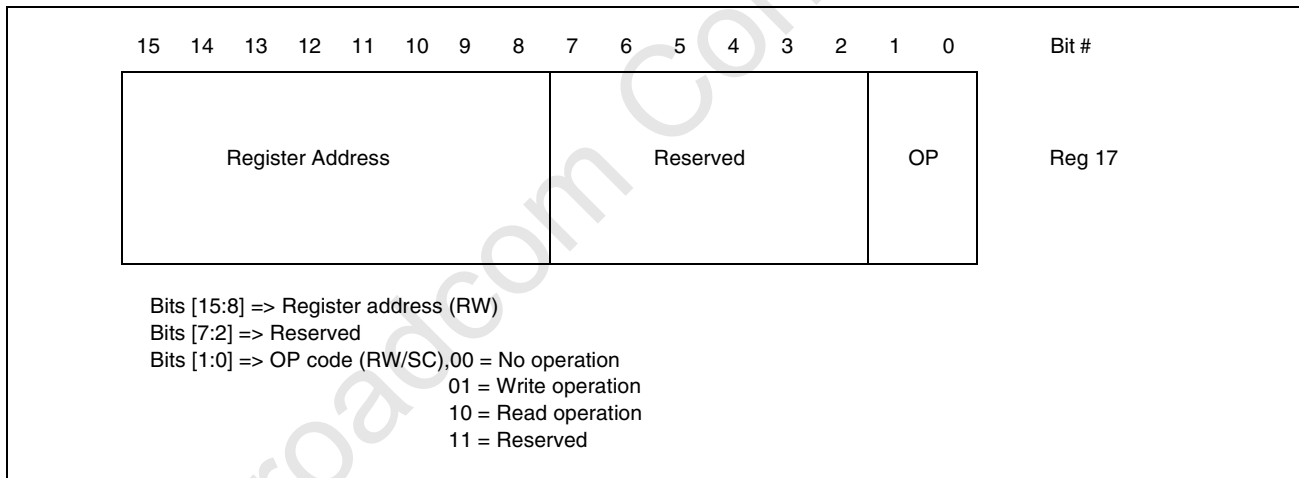 15 14 13 12 11 10 9 8 7 6 5 4 3 2 1 0 Bit #
Register Address Reserved OP Reg 17
Bits [15:8] => Register address (RW)
Bits [7:2] => Reserved
Bits [1:0] => OP code (RW/SC),00 = No operation
01 = Write operation
10 = Read operation
11 = Reserved
roadcom Con